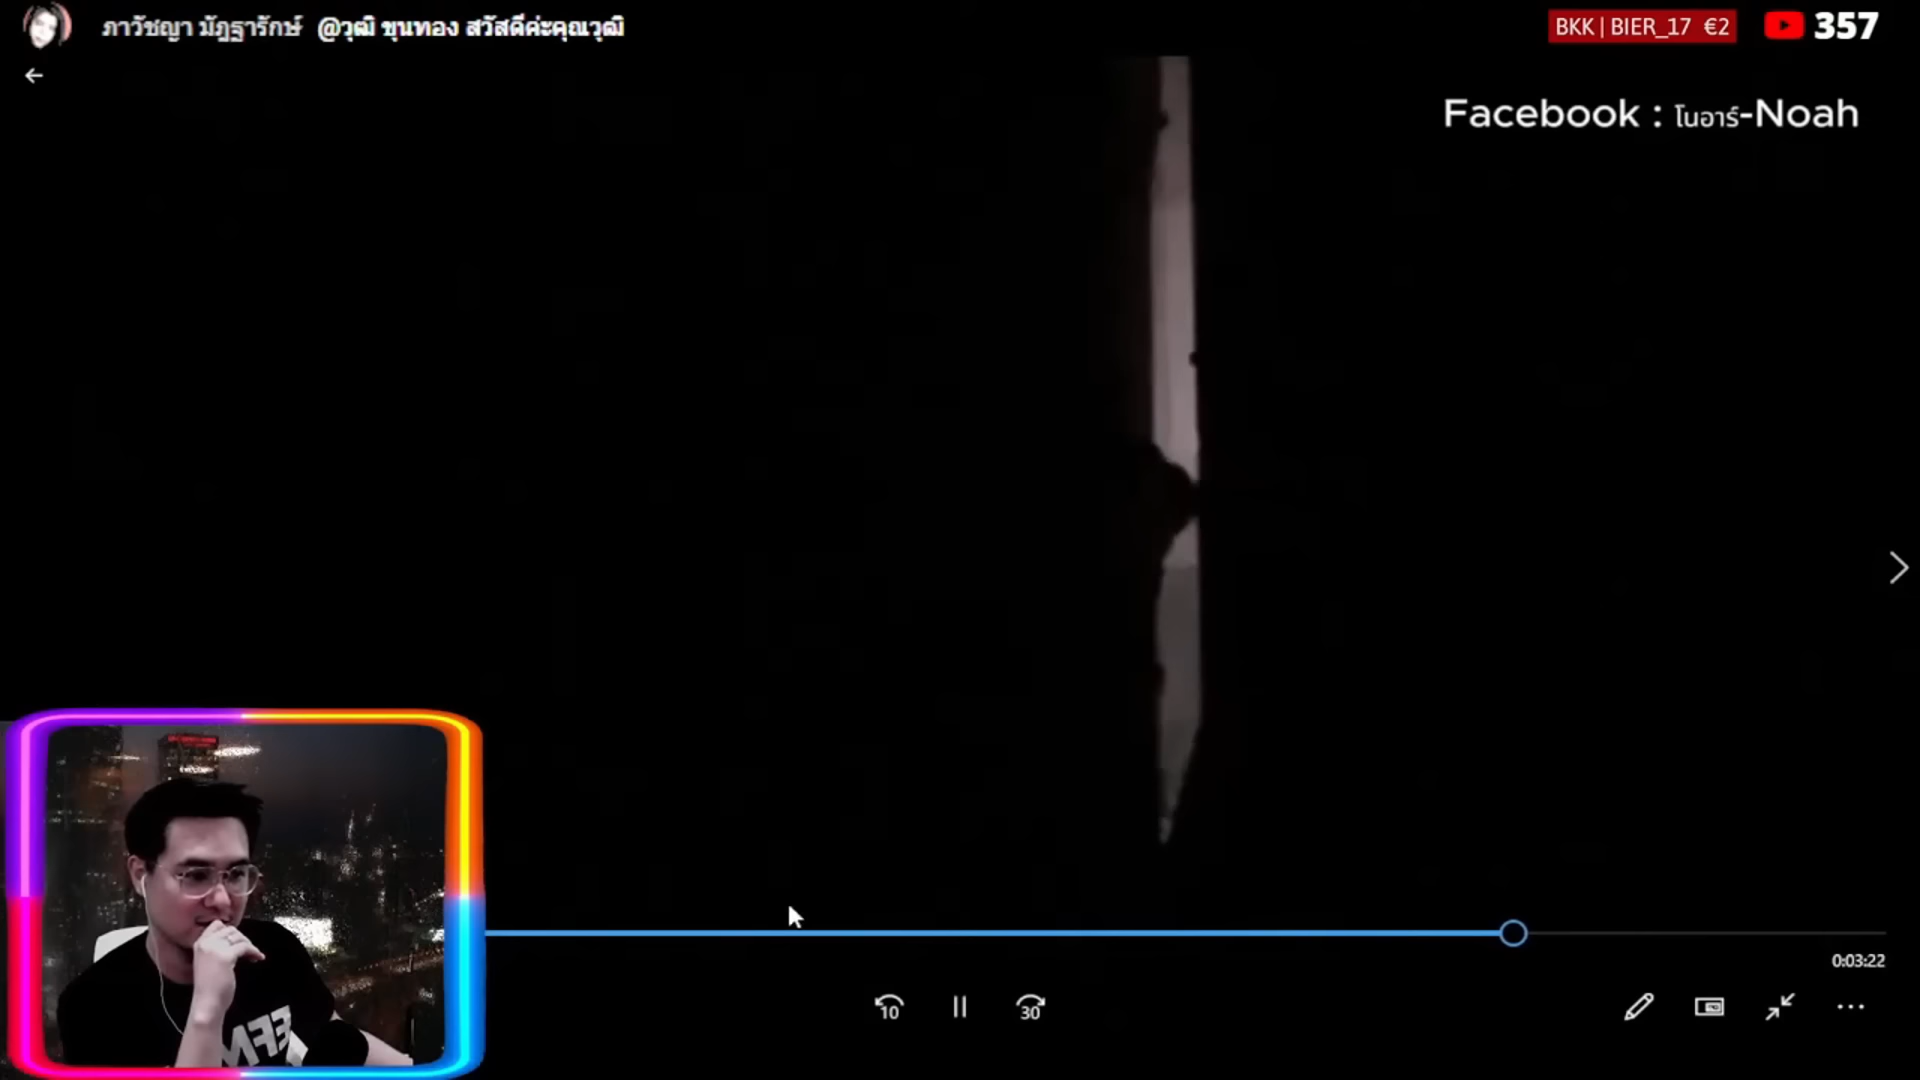 ภาวัชญา มัฎฐารักษ์ @วุฒิ ขุนทอง สวัสดีค่ะคุณวุฒิ
BKK | BIER_17 €2
357
Facebook : โนอาร์-Noah
0:03:22
10
30